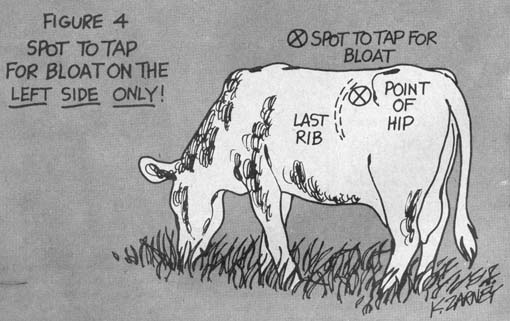 FIGURE 4
SPOT TO TAP
FOR BLOAT ON THE
LEFT SIDE ONLY!
SPOT TO TAP FOR
BLOAT
LAST
RIB
POINT
OF
HIP
K. ZARNET